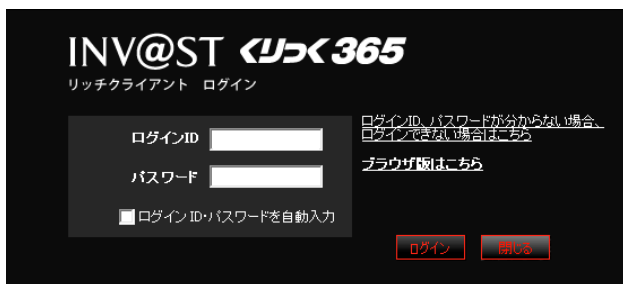 INV@ST くりっく365
リッチクライアント ログイン
ログインID
パスワード
ログインID・パスワードを自動入力
ログインID、パスワードが分からない場合、
ログインできない場合はこちら
ブラウザ版はこちら
ログイン
閉じる